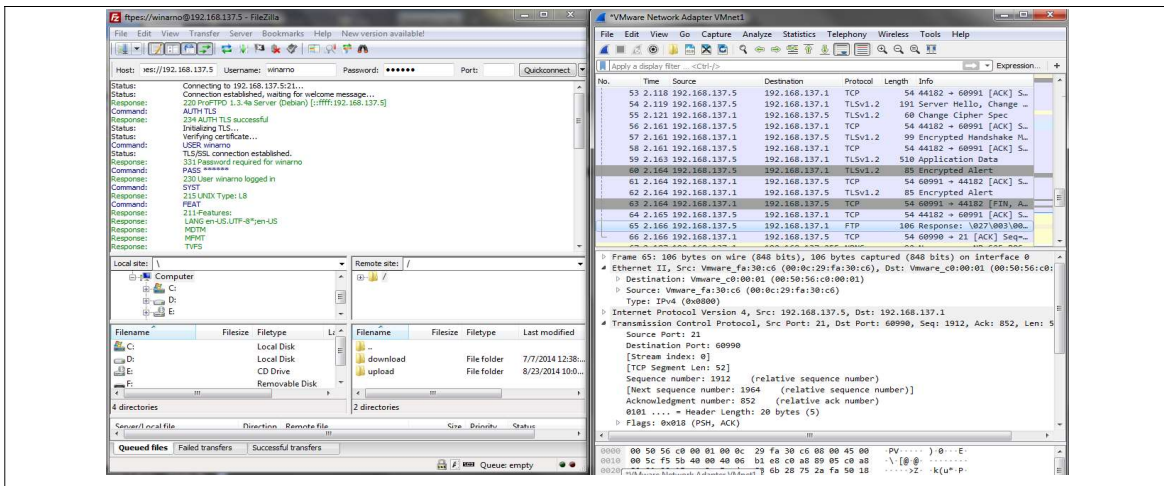 ftpes://winarno@192.168.137.5 - FileZilla
File Edit View Transfer Server Bookmarks Help New version available!
Host: »es://192.168.137.5 Username: winarno Password: •••••• Port: Quickconnect
Status: Connecting to 192.168.137.5:21...
Status: Connection established, waiting for welcome message...
Response: 220 ProFTPD 1.3.4a Server (Debian) [::ffff:192.168.137.5]
Command: AUTH TLS
Response: 234 AUTH TLS successful
Status: Initializing TLS...
Status: Verifying certificate...
Command: USER winarno
Status: TLS/SSL connection established.
Response: 331 Password required for winarno
Command: PASS ******
Response: 230 User winarno logged in
Command: SYST
Response: 215 UNIX Type: L8
Command: FEAT
Response: 211-Features:
Response: LANG en-US.UTF-8*;en-US
Response: MDTM
Response: MFMT
Response: TVFS
Local site: \
Computer
C:
D:
E:
Remote site: /
/
Filename Filesize Filetype La
C: Local Disk
D: Local Disk
E: CD Drive
F: Removable Disk
4 directories
Filename Filesize Filetype Last modified
..
download File folder 7/7/2014 12:38:...
upload File folder 8/23/2014 10:0...
2 directories
Server/Local file Direction Remote file Size Priority Status
Queued files Failed transfers Successful transfers
Queue: empty
*VMware Network Adapter VMnet1
File Edit View Go Capture Analyze Statistics Telephony Wireless Tools Help
Apply a display filter ... <Ctrl-/> Expression... +
No. Time Source Destination Protocol Length Info
53 2.118 192.168.137.5 192.168.137.1 TCP 54 44182 → 60991 [ACK] S...
54 2.119 192.168.137.5 192.168.137.1 TLSv1.2 191 Server Hello, Change ...
55 2.121 192.168.137.1 192.168.137.5 TLSv1.2 60 Change Cipher Spec
56 2.161 192.168.137.5 192.168.137.1 TCP 54 44182 → 60991 [ACK] S...
57 2.161 192.168.137.1 192.168.137.5 TLSv1.2 99 Encrypted Handshake M...
58 2.161 192.168.137.5 192.168.137.1 TCP 54 44182 → 60991 [ACK] S...
59 2.163 192.168.137.5 192.168.137.1 TLSv1.2 510 Application Data
60 2.164 192.168.137.5 192.168.137.1 TLSv1.2 85 Encrypted Alert
61 2.164 192.168.137.1 192.168.137.5 TCP 54 60991 → 44182 [ACK] S...
62 2.164 192.168.137.1 192.168.137.5 TLSv1.2 85 Encrypted Alert
63 2.164 192.168.137.1 192.168.137.5 TCP 54 60991 → 44182 [FIN, A...
64 2.165 192.168.137.5 192.168.137.1 TCP 54 44182 → 60991 [ACK] S...
65 2.166 192.168.137.5 192.168.137.1 FTP 106 Response: \027\003\00...
66 2.166 192.168.137.1 192.168.137.5 TCP 54 60990 → 21 [ACK] Seq=...
Frame 65: 106 bytes on wire (848 bits), 106 bytes captured (848 bits) on interface 0
Ethernet II, Src: Vmware_fa:30:c6 (00:0c:29:fa:30:c6), Dst: Vmware_c0:00:01 (00:50:56:c0:
Destination: Vmware_c0:00:01 (00:50:56:c0:00:01)
Source: Vmware_fa:30:c6 (00:0c:29:fa:30:c6)
Type: IPv4 (0x0800)
Internet Protocol Version 4, Src: 192.168.137.5, Dst: 192.168.137.1
Transmission Control Protocol, Src Port: 21, Dst Port: 60990, Seq: 1912, Ack: 852, Len: 5
Source Port: 21
Destination Port: 60990
[Stream index: 0]
[TCP Segment Len: 52]
Sequence number: 1912 (relative sequence number)
[Next sequence number: 1964 (relative sequence number)]
Acknowledgment number: 852 (relative ack number)
0101 .... = Header Length: 20 bytes (5)
Flags: 0x018 (PSH, ACK)
0000 00 50 56 c0 00 01 00 0c 29 fa 30 c6 08 00 45 00 ·PV····· )·0···E·
0010 00 5c f5 5b 40 00 40 06 b1 e8 c0 a8 89 05 c0 a8 ·\·[@·@· ········
0020 6b 28 75 2a fa 50 18